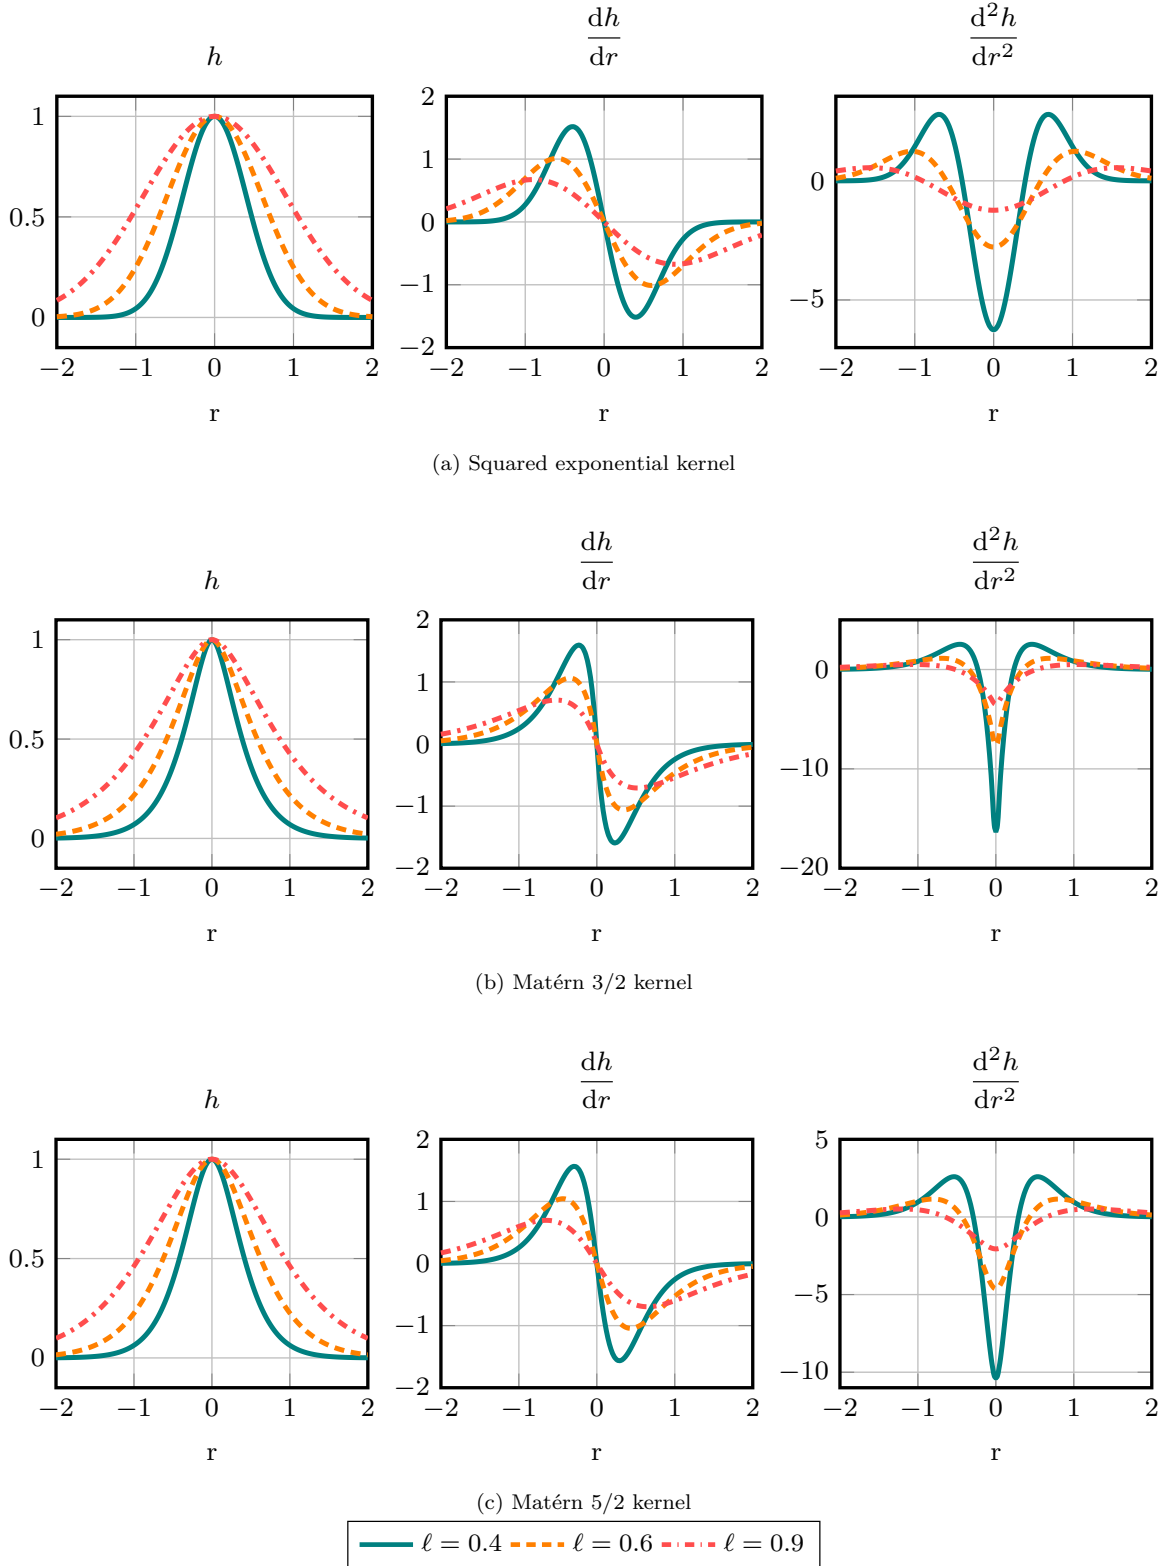 h
dh/dr
d²h/dr²
1
0.5
0
−2 −1 0 1 2
r
2
1
0
−1
−2
−2 −1 0 1 2
r
0
−5
−2 −1 0 1 2
r
(a) Squared exponential kernel
h
dh/dr
d²h/dr²
1
0.5
0
−2 −1 0 1 2
r
2
1
0
−1
−2
−2 −1 0 1 2
r
0
−10
−20
−2 −1 0 1 2
r
(b) Matérn 3/2 kernel
h
dh/dr
d²h/dr²
1
0.5
0
−2 −1 0 1 2
r
2
1
0
−1
−2
−2 −1 0 1 2
r
5
0
−5
−10
−2 −1 0 1 2
r
(c) Matérn 5/2 kernel
ℓ = 0.4 ℓ = 0.6 ℓ = 0.9